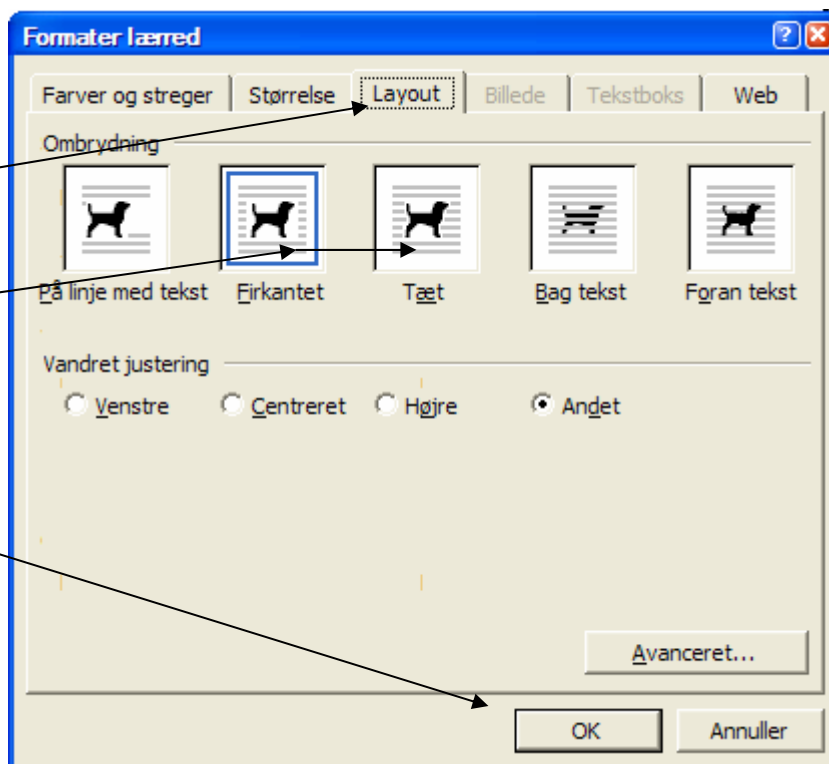 Formater lærred
Farver og streger Størrelse Layout Billede Tekstboks Web
Ombrydning
På linje med tekst Firkantet Tæt Bag tekst Foran tekst
Vandret justering
Venstre Centreret Højre Andet
Avanceret...
OK Annuller